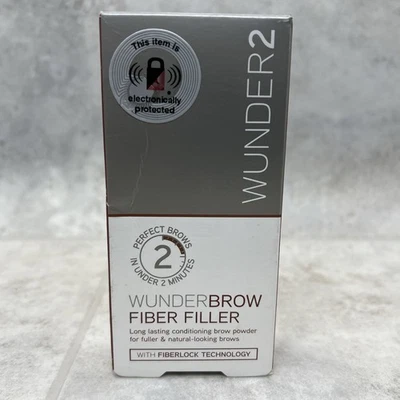 This item is
electronically
protected
WUNDER2
PERFECT BROWS
2
IN UNDER 2 MINUTES
WUNDERBROW
FIBER FILLER
Long lasting conditioning brow powder
for fuller & natural-looking brows
WITH FIBERLOCK TECHNOLOGY